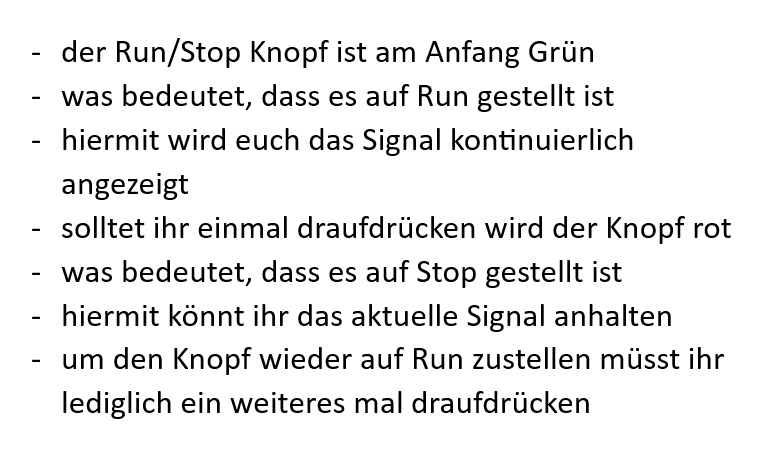 - der Run/Stop Knopf ist am Anfang Grün
- was bedeutet, dass es auf Run gestellt ist
- hiermit wird euch das Signal kontinuierlich
angezeigt
- solltet ihr einmal draufdrücken wird der Knopf rot
- was bedeutet, dass es auf Stop gestellt ist
- hiermit könnt ihr das aktuelle Signal anhalten
- um den Knopf wieder auf Run zustellen müsst ihr
lediglich ein weiteres mal draufdrücken